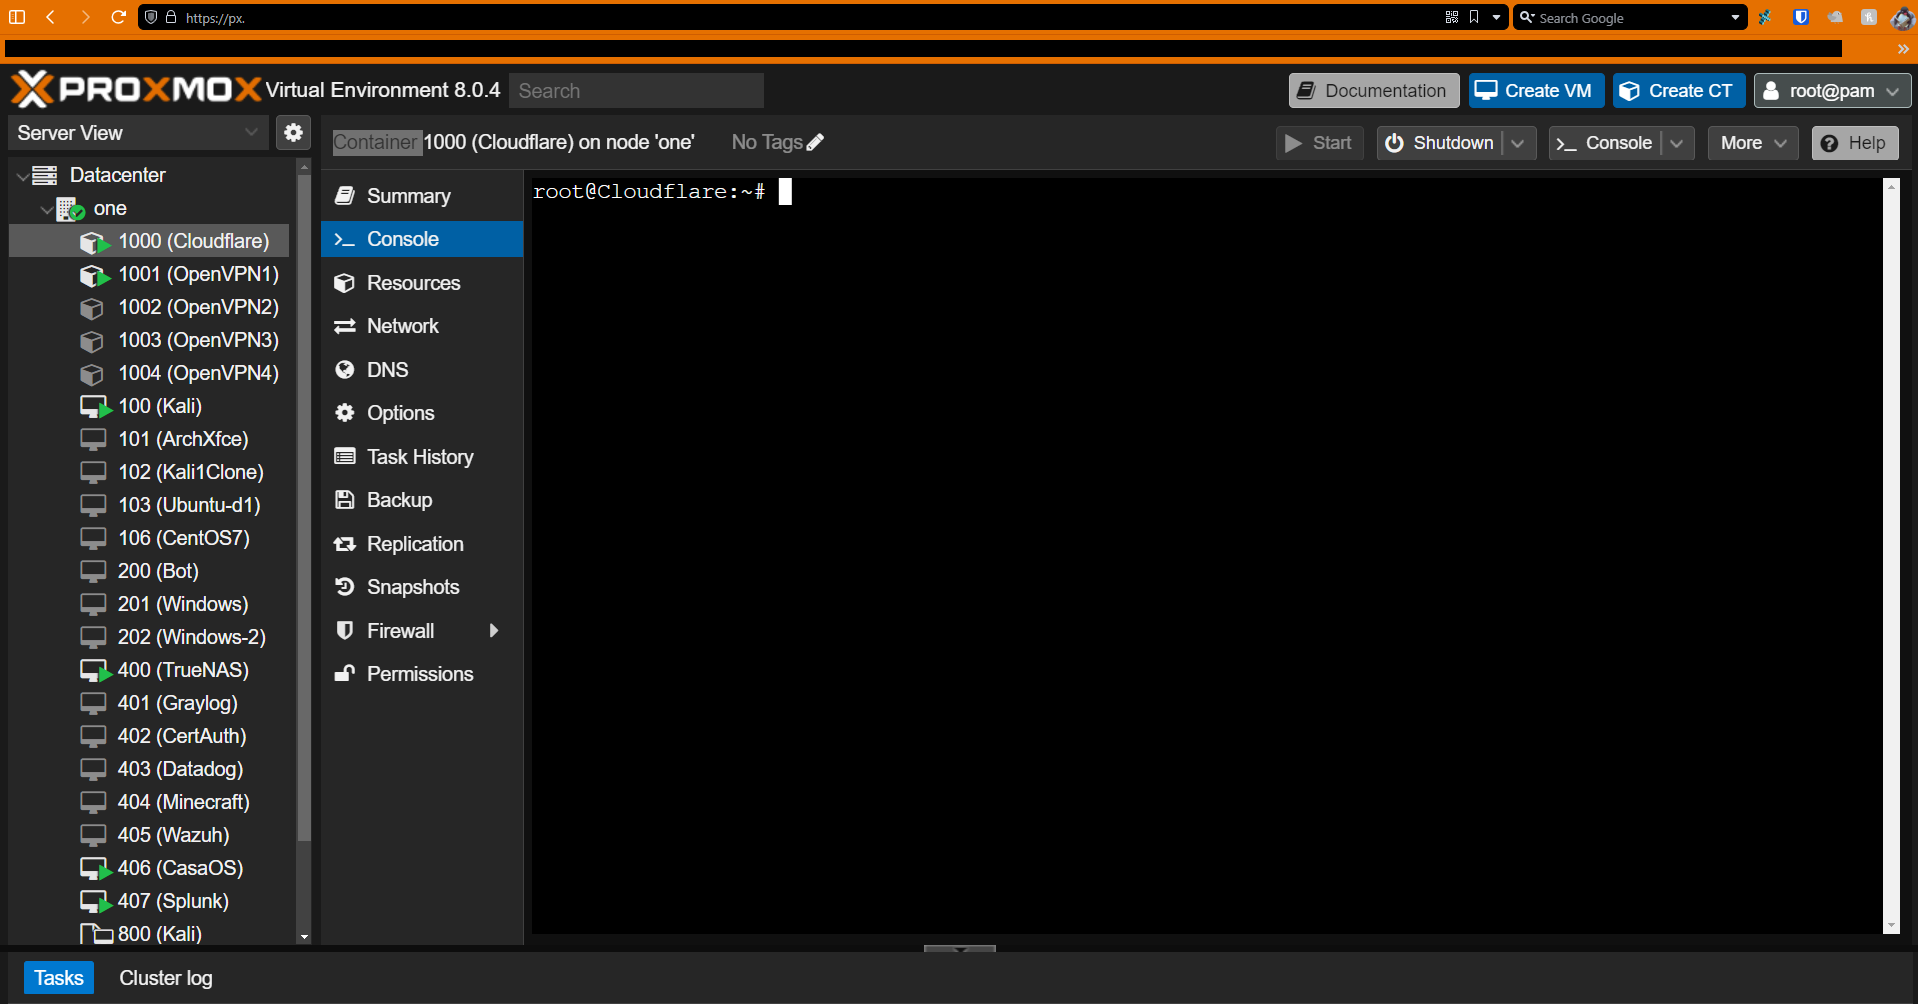 https://px.
Search Google
PROXMOX Virtual Environment 8.0.4
Search
Documentation
Create VM
Create CT
root@pam
Server View
Container 1000 (Cloudflare) on node 'one'
No Tags
Start
Shutdown
>_ Console
More
Help
Datacenter
one
1000 (Cloudflare)
1001 (OpenVPN1)
1002 (OpenVPN2)
1003 (OpenVPN3)
1004 (OpenVPN4)
100 (Kali)
101 (ArchXfce)
102 (Kali1Clone)
103 (Ubuntu-d1)
106 (CentOS7)
200 (Bot)
201 (Windows)
202 (Windows-2)
400 (TrueNAS)
401 (Graylog)
402 (CertAuth)
403 (Datadog)
404 (Minecraft)
405 (Wazuh)
406 (CasaOS)
407 (Splunk)
800 (Kali)
Summary
>_ Console
Resources
Network
DNS
Options
Task History
Backup
Replication
Snapshots
Firewall
Permissions
root@Cloudflare:~#
Tasks
Cluster log